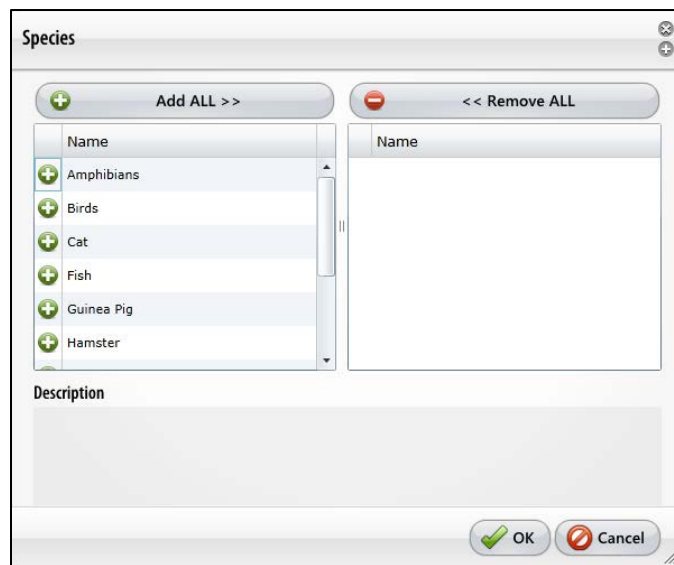 Species
Add ALL >>
<< Remove ALL
Name
Name
Amphibians
Birds
Cat
Fish
Guinea Pig
Hamster
Description
OK
Cancel